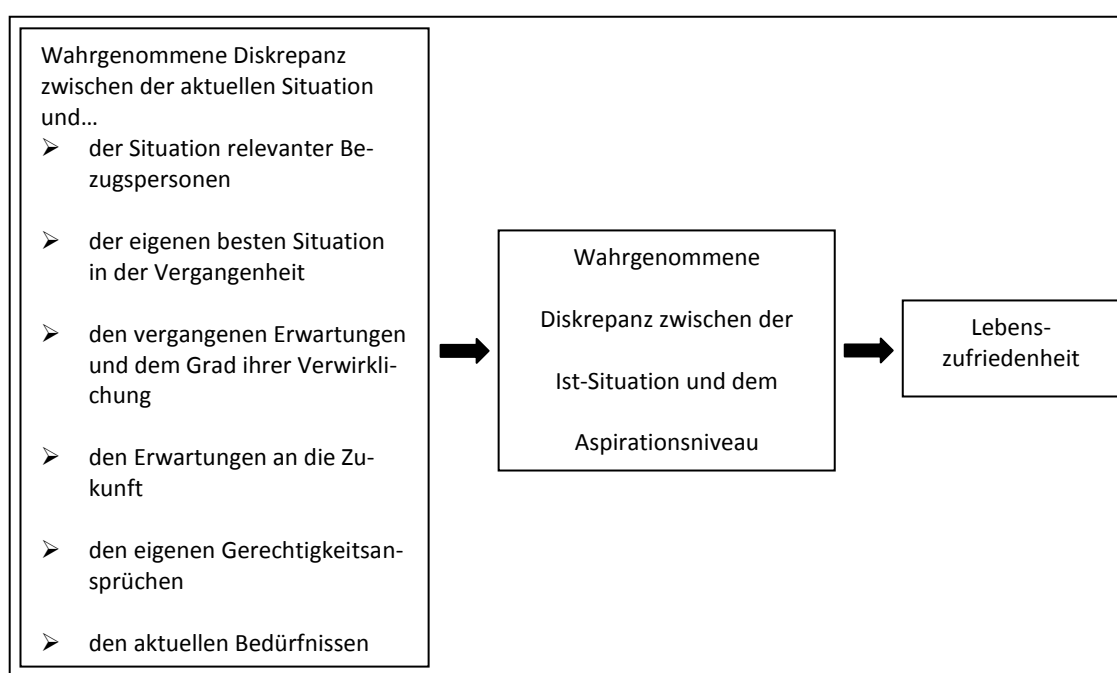 Wahrgenommene Diskrepanz
zwischen der aktuellen Situation
und…
➢ der Situation relevanter Be-
zugspersonen
➢ der eigenen besten Situation
in der Vergangenheit
➢ den vergangenen Erwartungen
und dem Grad ihrer Verwirkli-
chung
➢ den Erwartungen an die Zu-
kunft
➢ den eigenen Gerechtigkeitsan-
sprüchen
➢ den aktuellen Bedürfnissen
Wahrgenommene
Diskrepanz zwischen der
Ist-Situation und dem
Aspirationsniveau
Lebens-
zufriedenheit